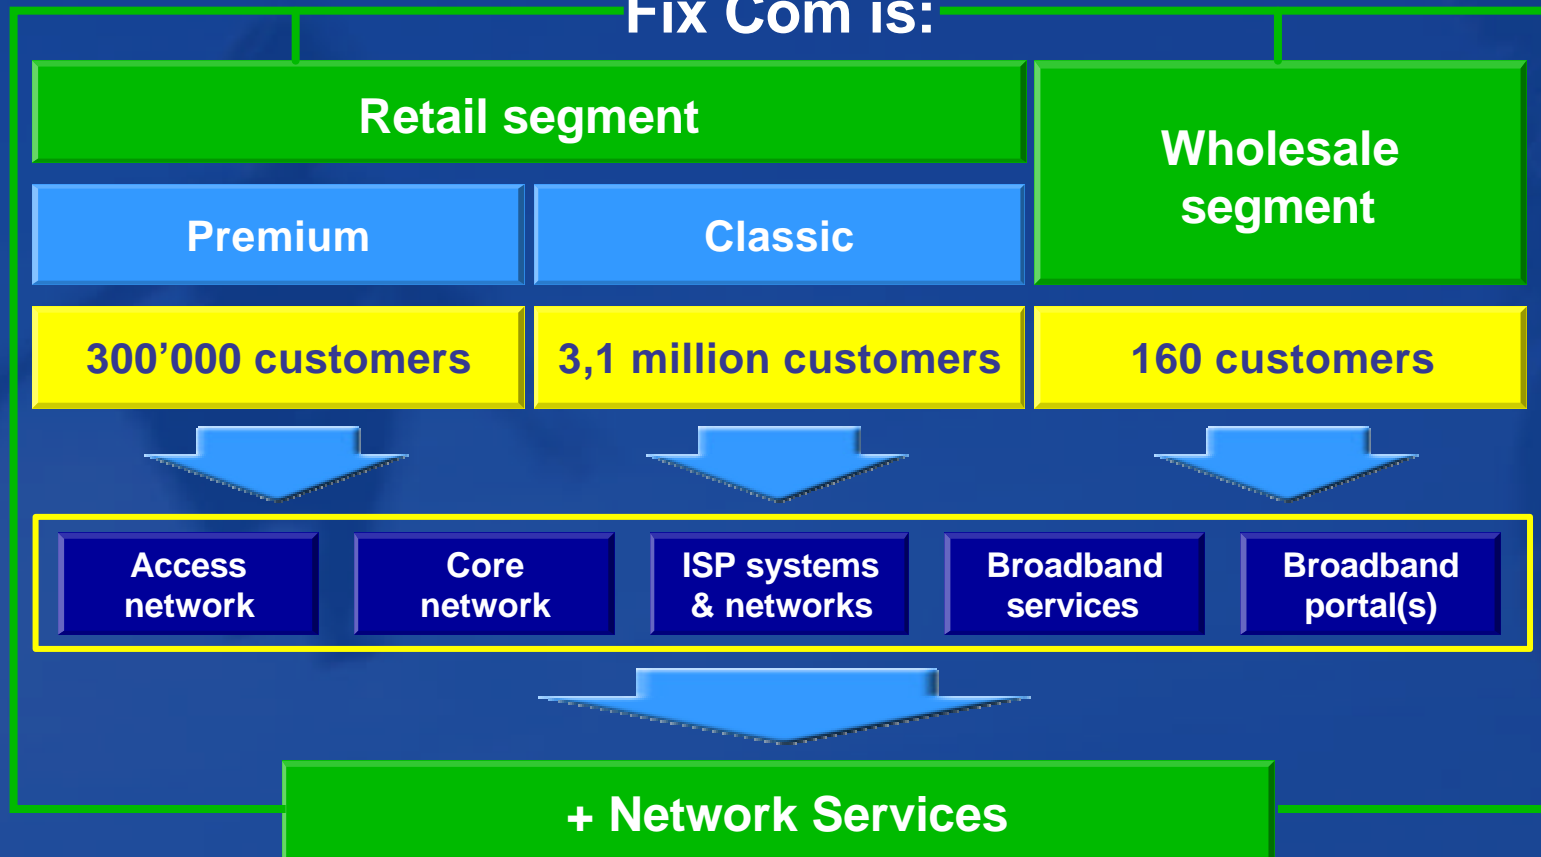 Fix Com is:
Retail segment
Wholesale
segment
Premium
Classic
300’000 customers
3,1 million customers
160 customers
Access
network
Core
network
ISP systems
& networks
Broadband
services
Broadband
portal(s)
+ Network Services